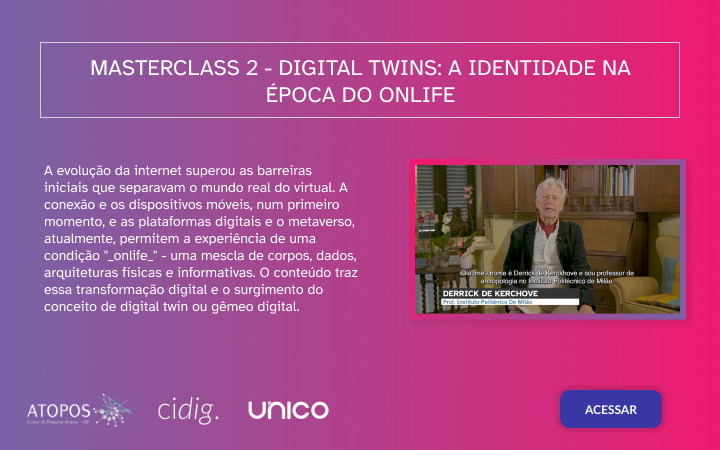 MASTERCLASS 2 - DIGITAL TWINS: A IDENTIDADE NA
ÉPOCA DO ONLIFE
A evolução da internet superou as barreiras
iniciais que separavam o mundo real do virtual. A
conexão e os dispositivos móveis, num primeiro
momento, e as plataformas digitais e o metaverso,
atualmente, permitem a experiência de uma
condição "_onlife_" - uma mescla de corpos, dados,
arquiteturas físicas e informativas. O conteúdo traz
essa transformação digital e o surgimento do
conceito de digital twin ou gêmeo digital.
Olá, meu nome é Derrick de Kerckhove e sou professor de
antropologia no Instituto Politécnico de Milão.
DERRICK DE KERCHOVE
Prof. Instituto Politécnico De Milão
ATOPOS
Centro de Pesquisa Atopos - USP
cidig.
unico
ACESSAR